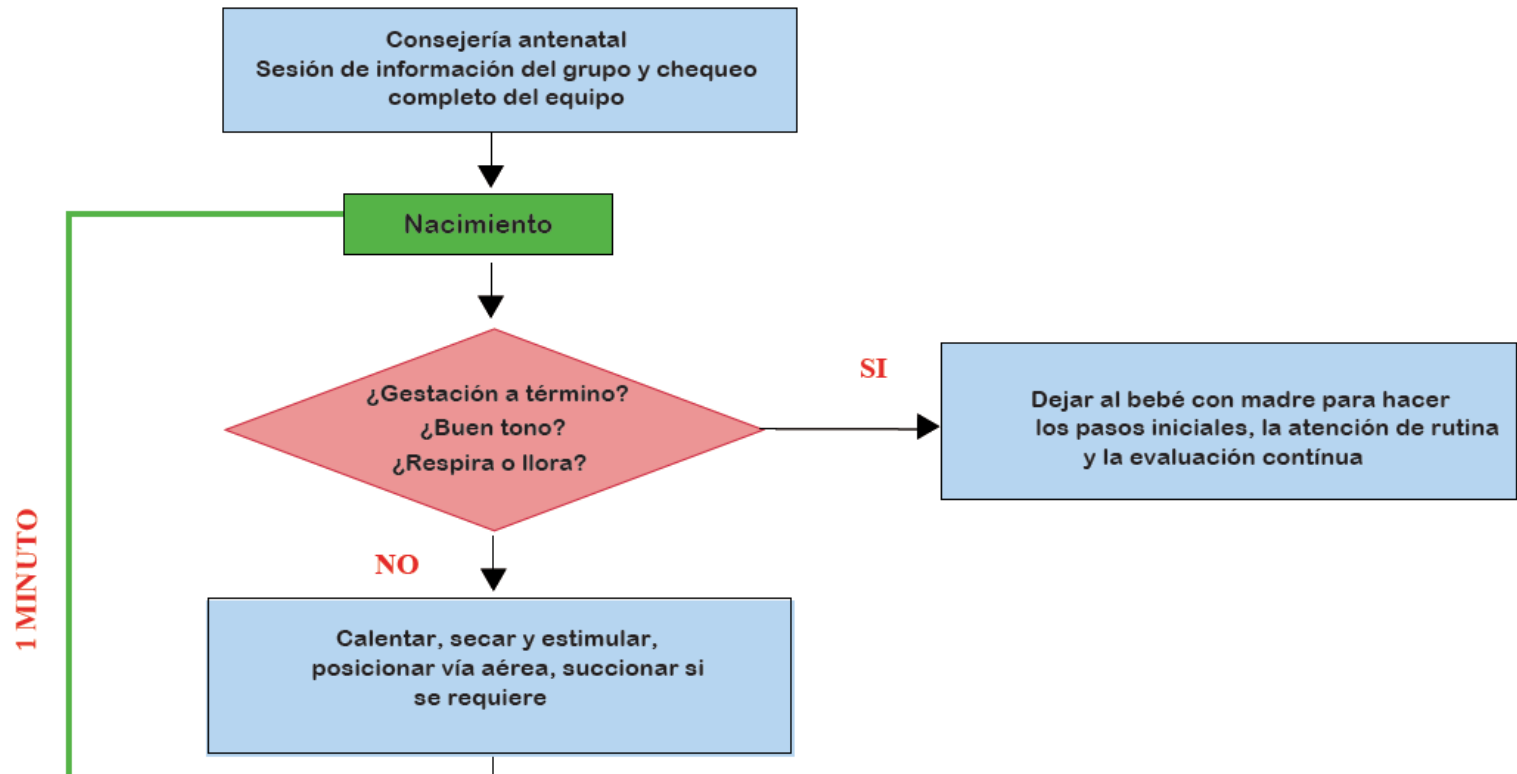 Consejería antenatal
Sesión de información del grupo y chequeo
completo del equipo
Nacimiento
¿Gestación a término?
¿Buen tono?
¿Respira o llora?
SI
Dejar al bebé con madre para hacer
los pasos iniciales, la atención de rutina
y la evaluación contínua
NO
1 MINUTO
Calentar, secar y estimular,
posicionar vía aérea, succionar si
se requiere